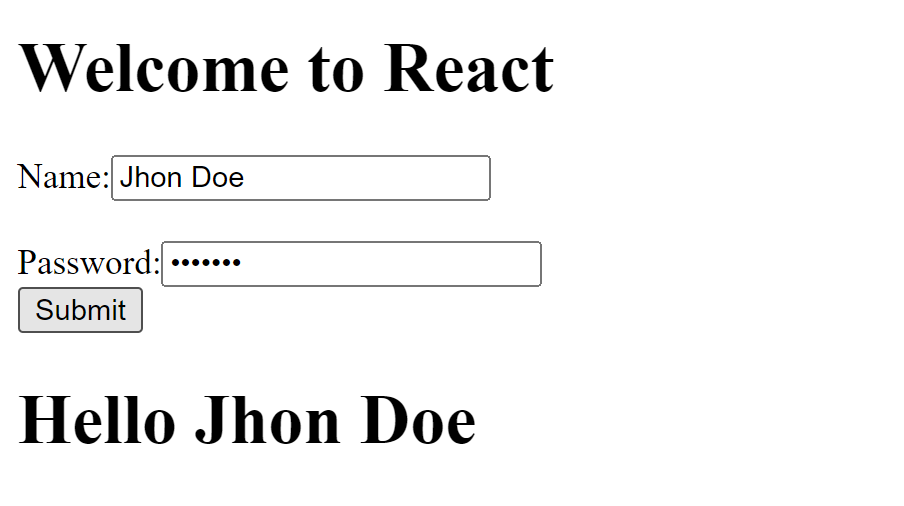 Welcome to React
Name: Jhon Doe
Password: •••••••
Submit
Hello Jhon Doe